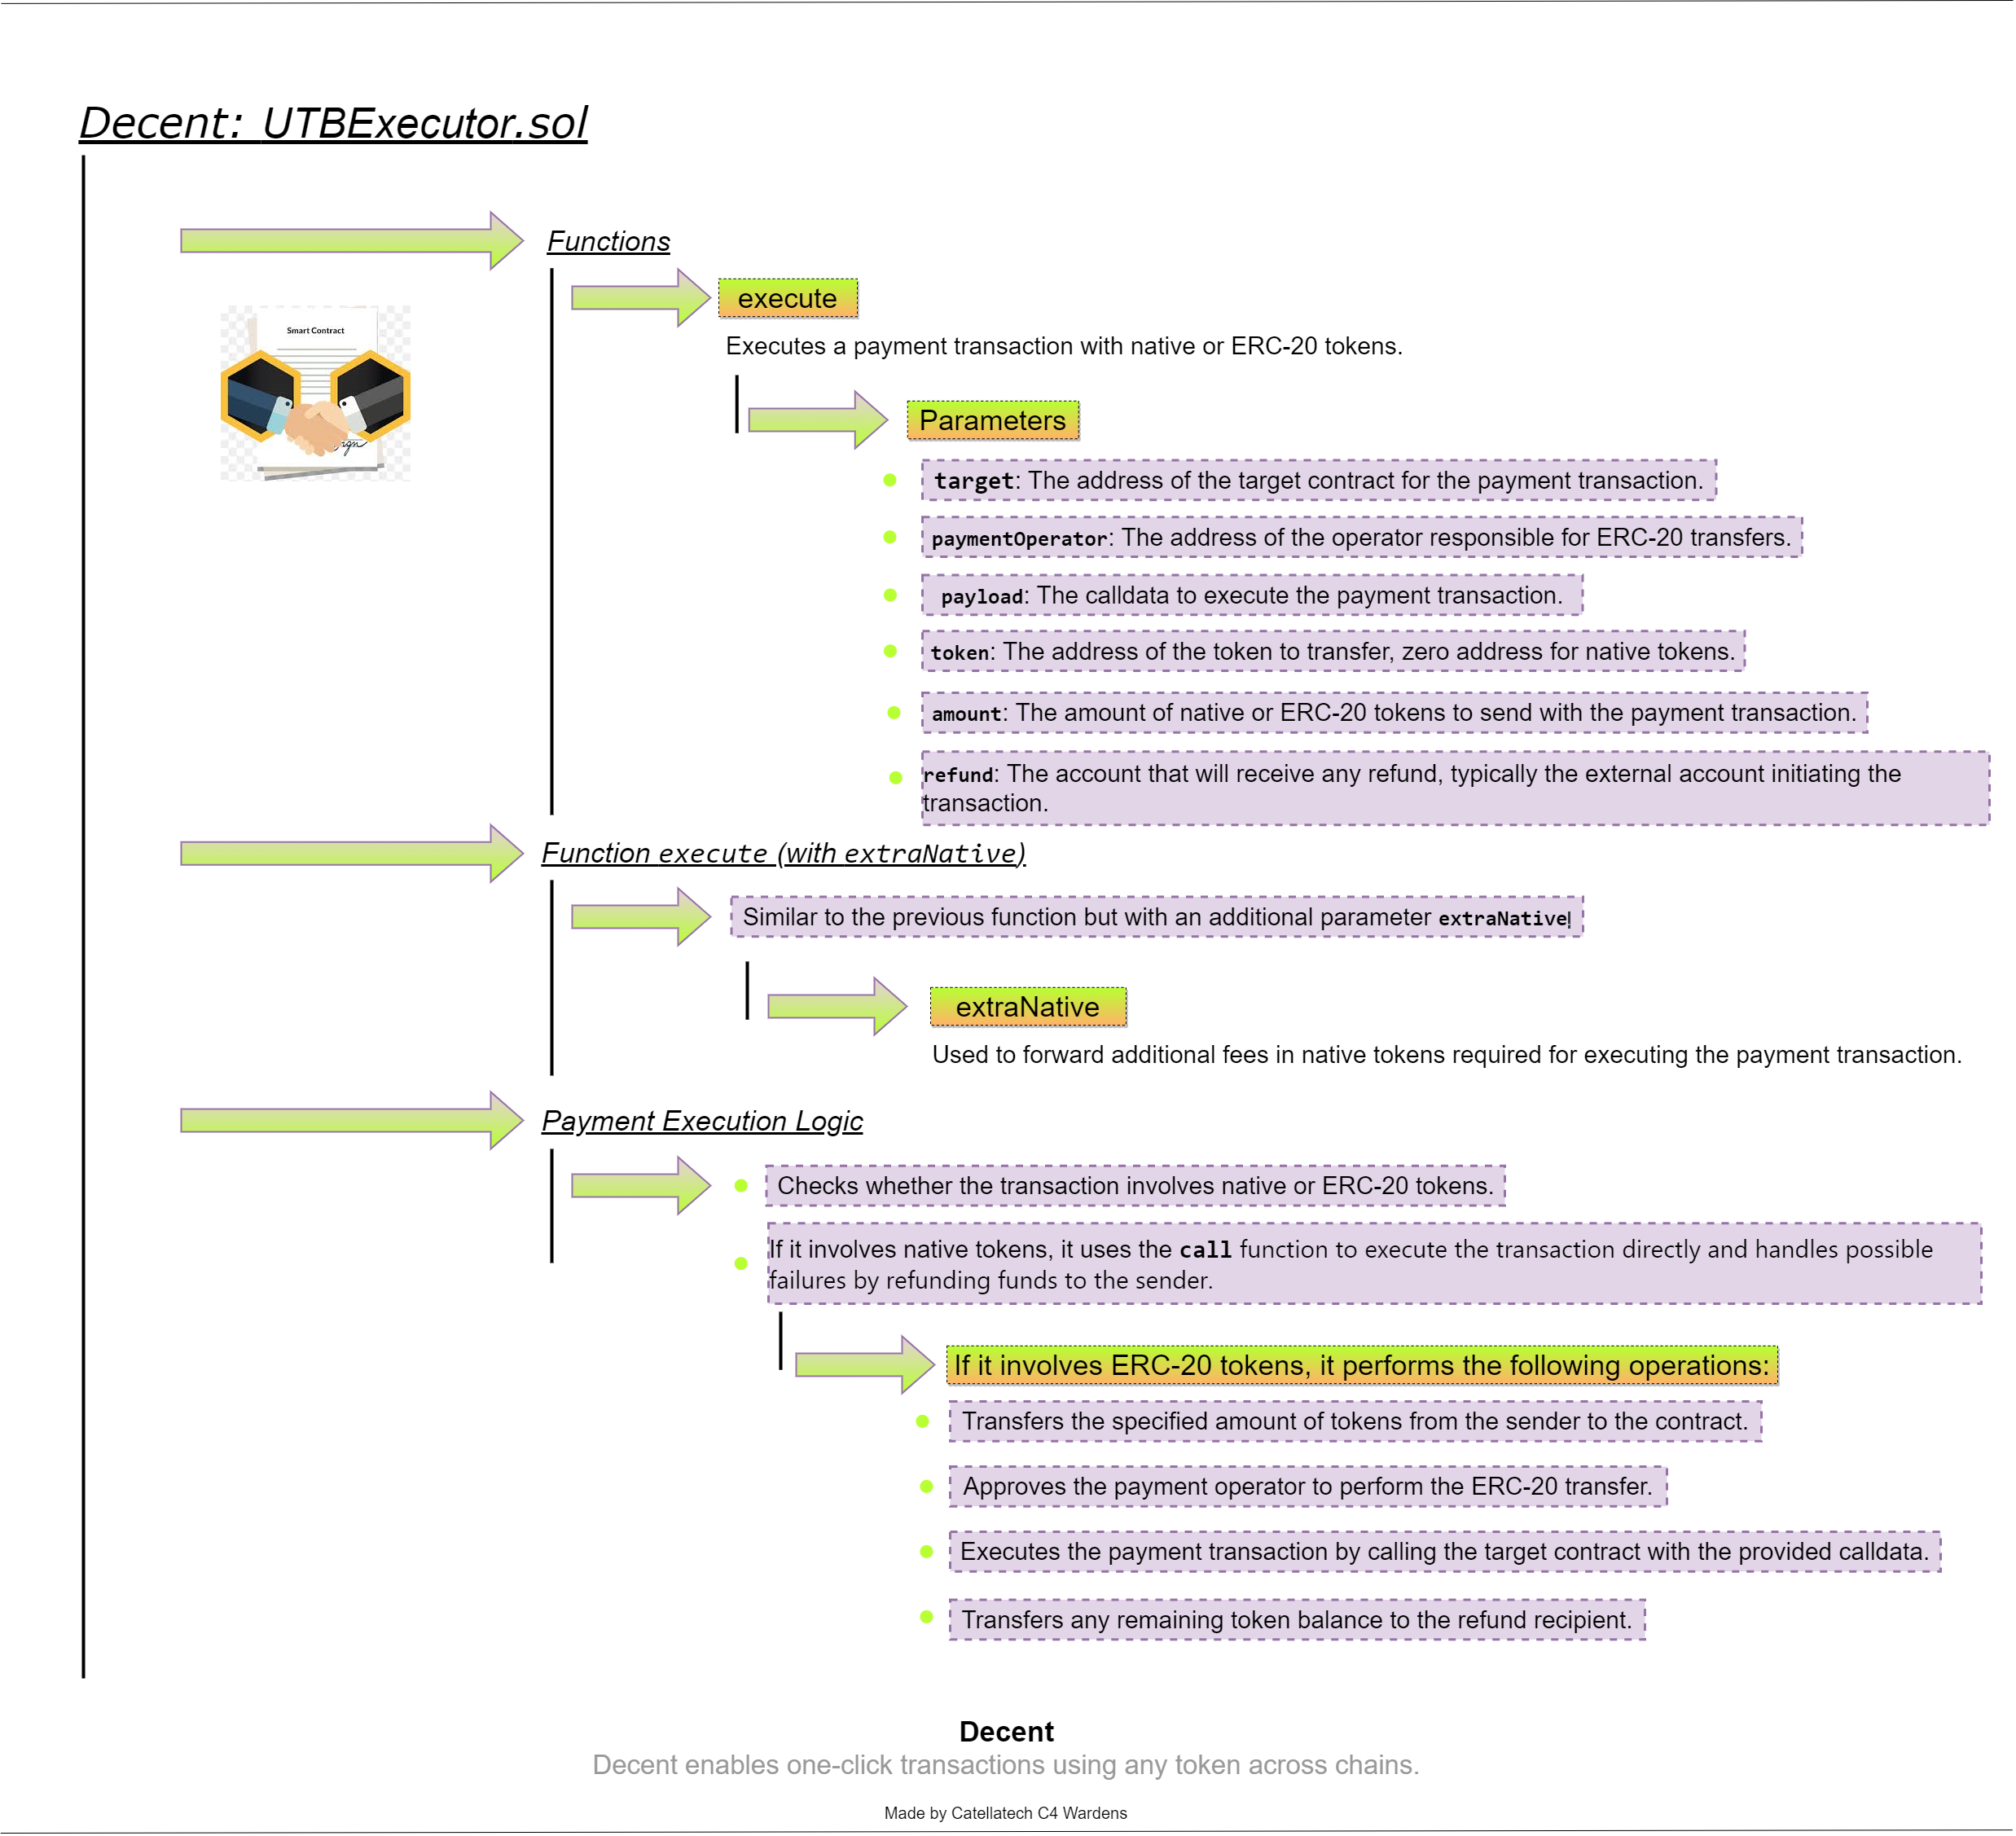 Decent: UTBExecutor.sol
Functions
execute
Executes a payment transaction with native or ERC-20 tokens.
Smart Contract
Sign
Parameters
target: The address of the target contract for the payment transaction.
paymentOperator: The address of the operator responsible for ERC-20 transfers.
payload: The calldata to execute the payment transaction.
token: The address of the token to transfer, zero address for native tokens.
amount: The amount of native or ERC-20 tokens to send with the payment transaction.
refund: The account that will receive any refund, typically the external account initiating the
transaction.
Function execute (with extraNative)
Similar to the previous function but with an additional parameter extraNative
extraNative
Used to forward additional fees in native tokens required for executing the payment transaction.
Payment Execution Logic
Checks whether the transaction involves native or ERC-20 tokens.
If it involves native tokens, it uses the call function to execute the transaction directly and handles possible
failures by refunding funds to the sender.
If it involves ERC-20 tokens, it performs the following operations:
Transfers the specified amount of tokens from the sender to the contract.
Approves the payment operator to perform the ERC-20 transfer.
Executes the payment transaction by calling the target contract with the provided calldata.
Transfers any remaining token balance to the refund recipient.
Decent
Decent enables one-click transactions using any token across chains.
Made by Catellatech C4 Wardens